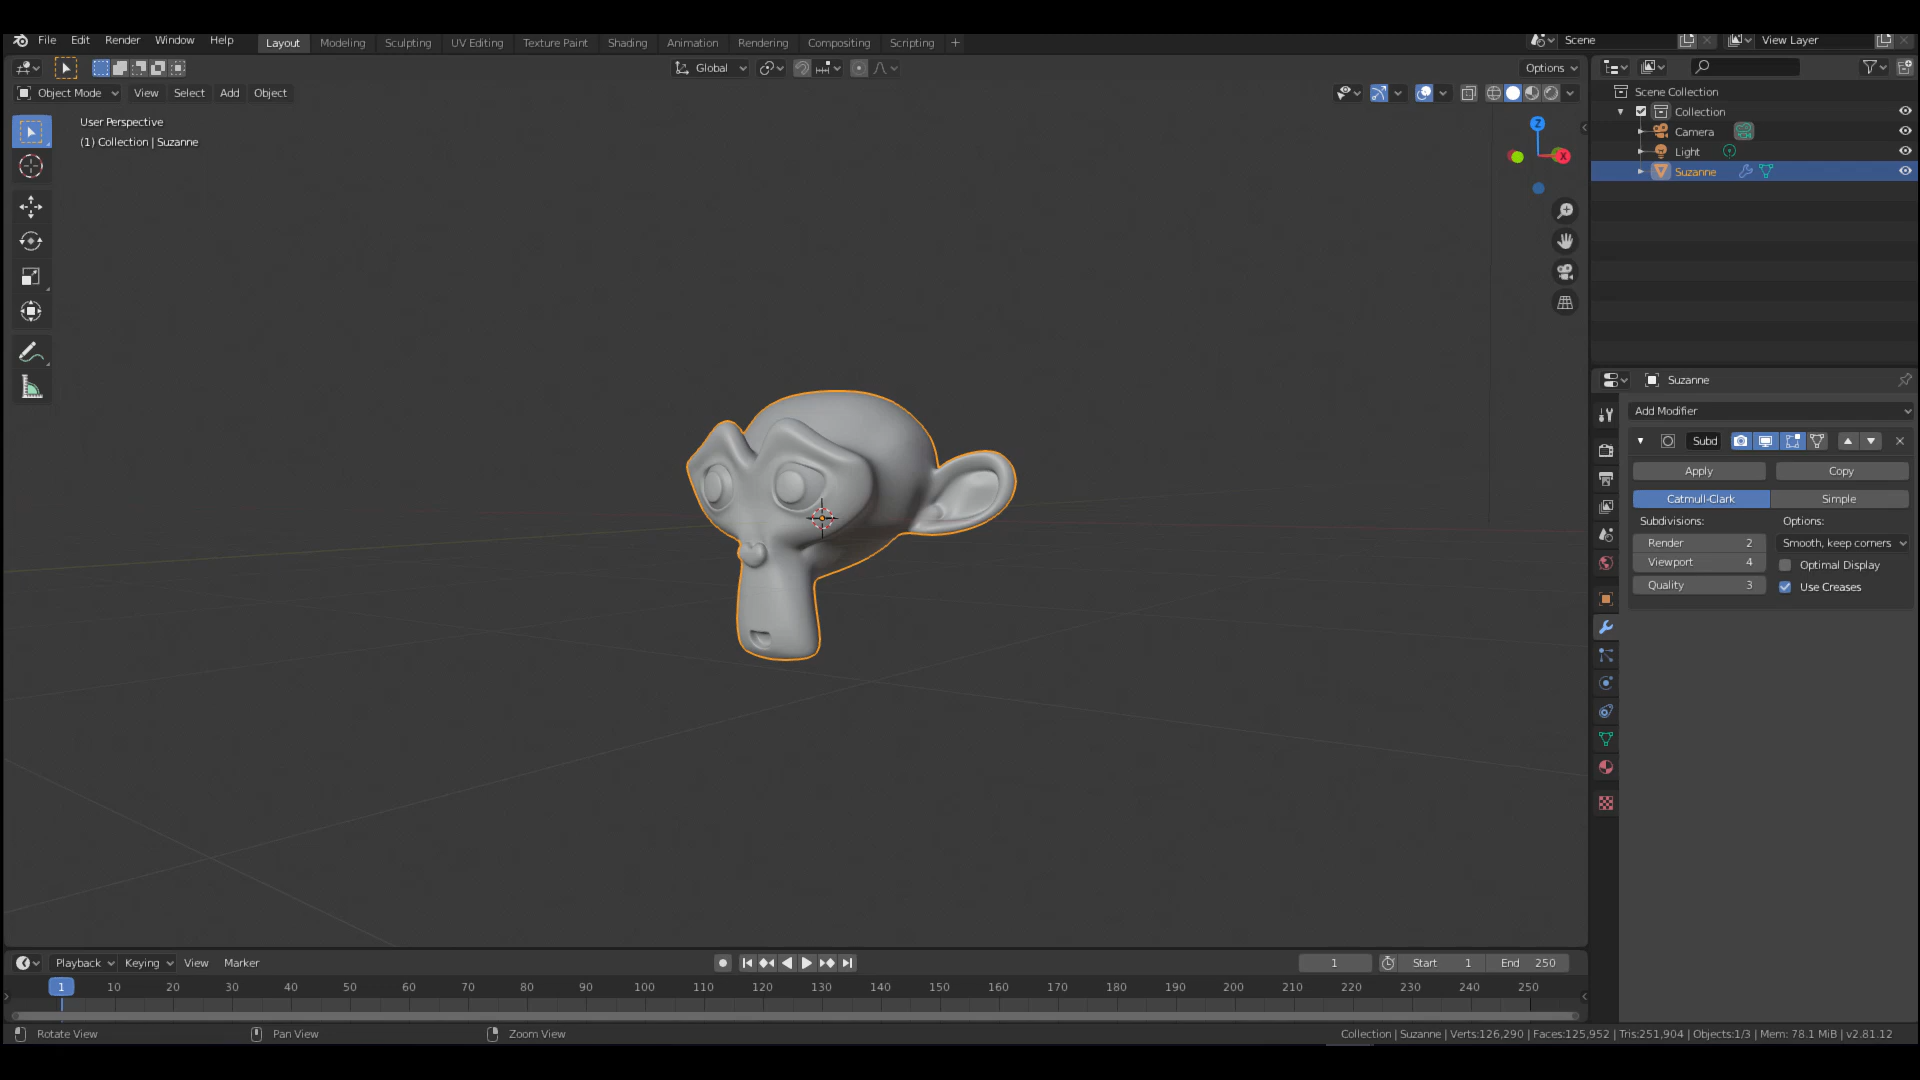 File Edit Render Window Help Layout Modeling Sculpting UV Editing Texture Paint Shading Animation Rendering Compositing Scripting + Scene View Layer
Global Options
Object Mode View Select Add Object
User Perspective
(1) Collection | Suzanne
Z
X
Scene Collection
Collection
Camera
Light
Suzanne
Suzanne
Add Modifier
Subd
Apply Copy
Catmull-Clark Simple
Subdivisions: Options:
Render 2 Smooth, keep corners
Viewport 4 Optimal Display
Quality 3 Use Creases
Playback Keying View Marker 1 Start 1 End 250
1 10 20 30 40 50 60 70 80 90 100 110 120 130 140 150 160 170 180 190 200 210 220 230 240 250
Rotate View Pan View Zoom View Collection | Suzanne | Verts:126,290 | Faces:125,952 | Tris:251,904 | Objects:1/3 | Mem: 78.1 MiB | v2.81.12